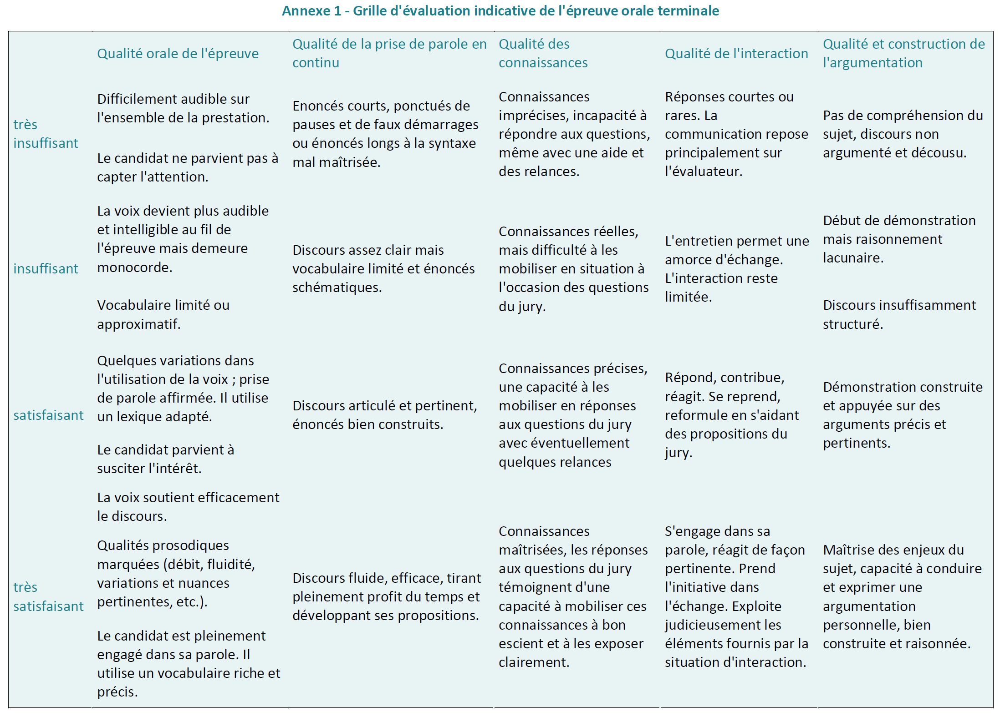 Annexe 1 - Grille d'évaluation indicative de l'épreuve orale terminale
Qualité orale de l'épreuve
Qualité de la prise de parole en
continu
Qualité des
connaissances
Qualité de l'interaction
Qualité et construction de
l'argumentation
très
insuffisant
Difficilement audible sur
l'ensemble de la prestation.
Le candidat ne parvient pas à
capter l'attention.
Enoncés courts, ponctués de
pauses et de faux démarrages
ou énoncés longs à la syntaxe
mal maîtrisée.
Connaissances
imprécises, incapacité à
répondre aux questions,
même avec une aide et
des relances.
Réponses courtes ou
rares. La
communication repose
principalement sur
l'évaluateur.
Pas de compréhension du
sujet, discours non
argumenté et décousu.
insuffisant
La voix devient plus audible
et intelligible au fil de
l'épreuve mais demeure
monocorde.
Vocabulaire limité ou
approximatif.
Discours assez clair mais
vocabulaire limité et énoncés
schématiques.
Connaissances réelles,
mais difficulté à les
mobiliser en situation à
l'occasion des questions
du jury.
L'entretien permet une
amorce d'échange.
L'interaction reste
limitée.
Début de démonstration
mais raisonnement
lacunaire.
Discours insuffisamment
structuré.
satisfaisant
Quelques variations dans
l'utilisation de la voix ; prise
de parole affirmée. Il utilise
un lexique adapté.
Le candidat parvient à
susciter l'intérêt.
Discours articulé et pertinent,
énoncés bien construits.
Connaissances précises,
une capacité à les
mobiliser en réponses
aux questions du jury
avec éventuellement
quelques relances
Répond, contribue,
réagit. Se reprend,
reformule en s'aidant
des propositions du
jury.
Démonstration construite
et appuyée sur des
arguments précis et
pertinents.
très
satisfaisant
La voix soutient efficacement
le discours.
Qualités prosodiques
marquées (débit, fluidité,
variations et nuances
pertinentes, etc.).
Le candidat est pleinement
engagé dans sa parole. Il
utilise un vocabulaire riche et
précis.
Discours fluide, efficace, tirant
pleinement profit du temps et
développant ses propositions.
Connaissances
maîtrisées, les réponses
aux questions du jury
témoignent d'une
capacité à mobiliser ces
connaissances à bon
escient et à les exposer
clairement.
S'engage dans sa
parole, réagit de façon
pertinente. Prend
l'initiative dans
l'échange. Exploite
judicieusement les
éléments fournis par la
situation d'interaction.
Maîtrise des enjeux du
sujet, capacité à conduire
et exprimer une
argumentation
personnelle, bien
construite et raisonnée.